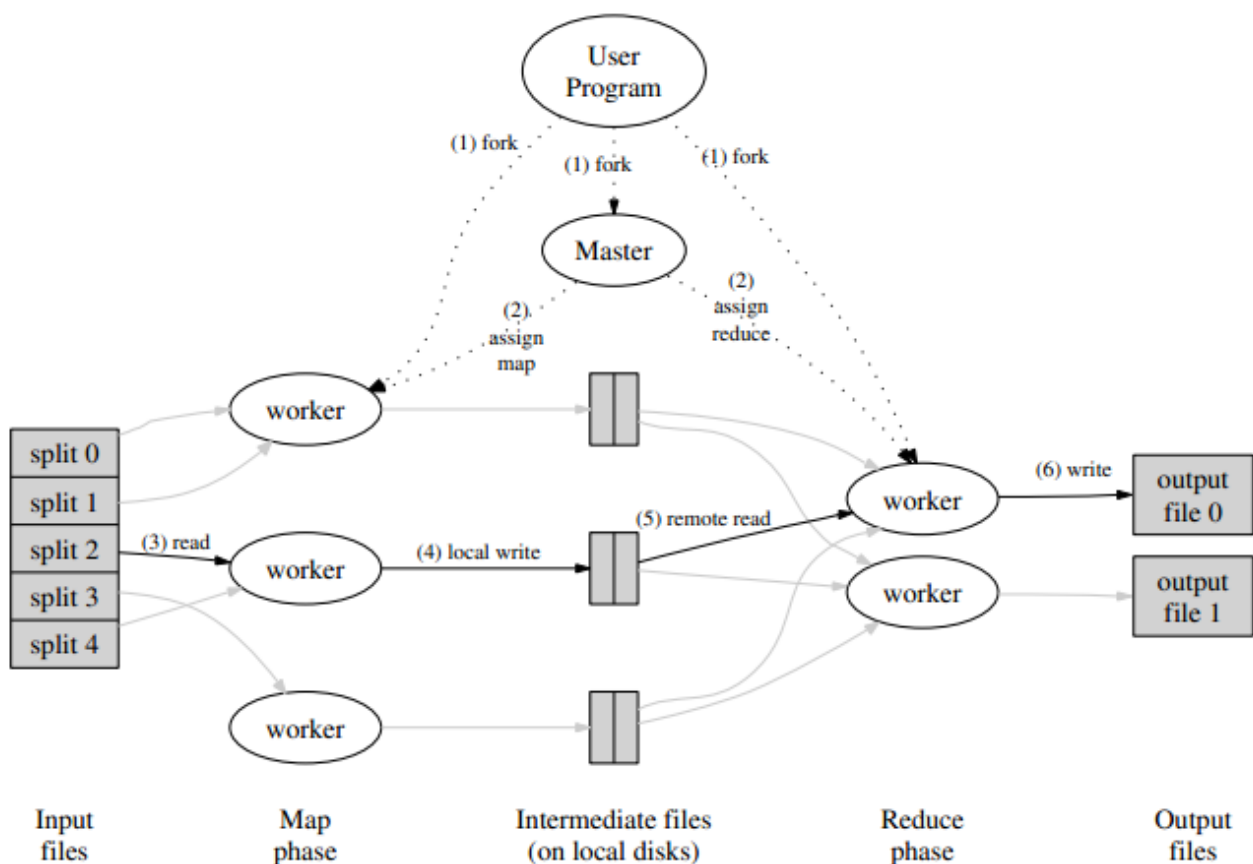 User
Program
(1) fork
(1) fork
(1) fork
Master
(2)
assign
map
(2)
assign
reduce
worker
split 0
split 1
split 2
split 3
split 4
(3) read
worker
(4) local write
(5) remote read
worker
(6) write
output
file 0
worker
output
file 1
worker
Input
files
Map
phase
Intermediate files
(on local disks)
Reduce
phase
Output
files